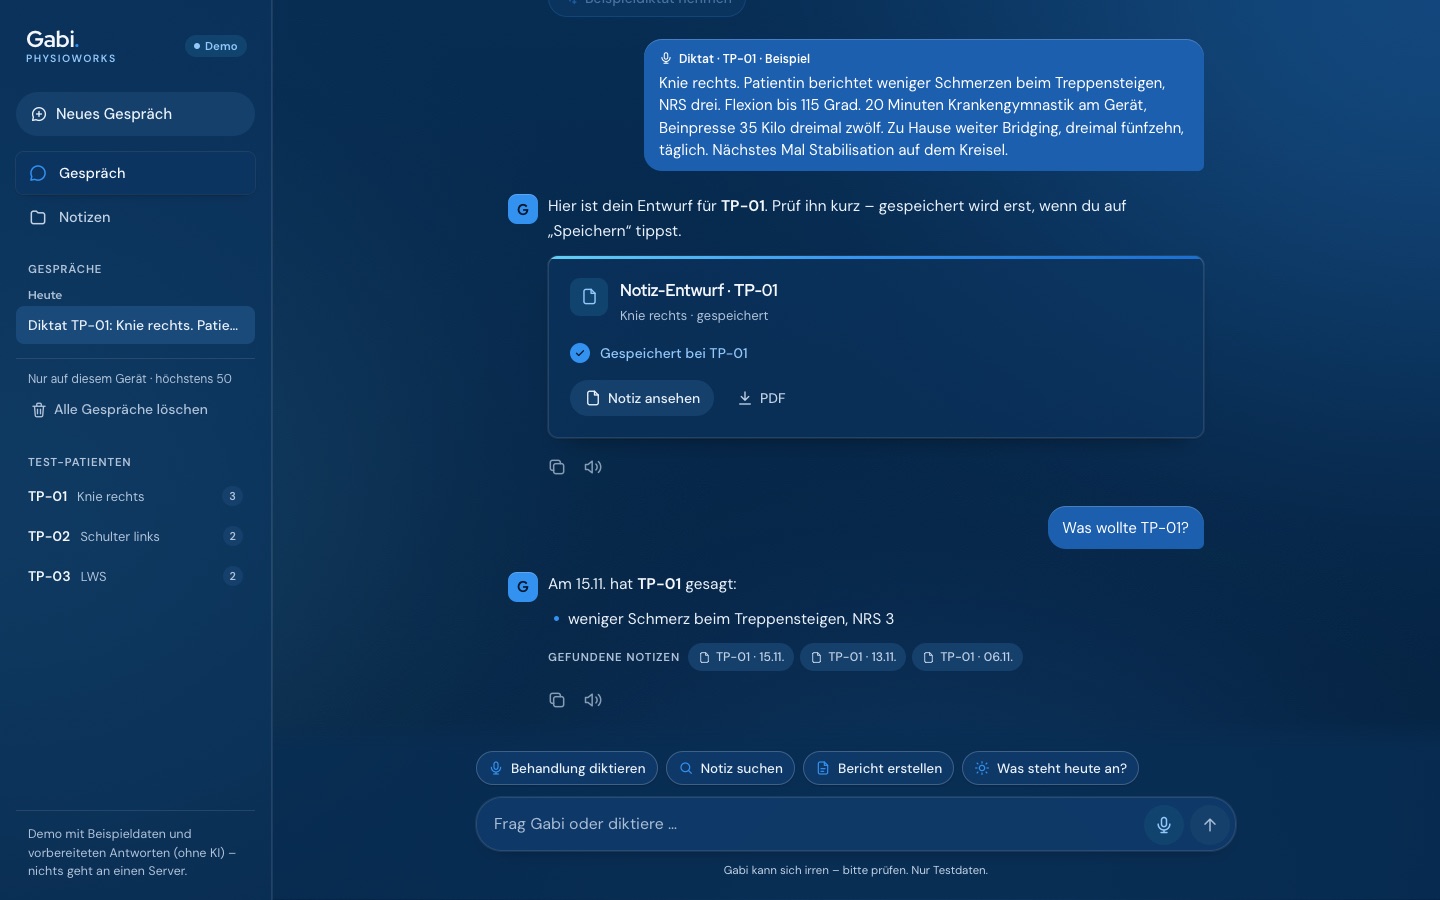 Gabi.
PHYSIOWORKS
Demo
Neues Gespräch
Gespräch
Notizen
GESPRÄCHE
Heute
Diktat TP-01: Knie rechts. Patie...
Nur auf diesem Gerät · höchstens 50
Alle Gespräche löschen
TEST-PATIENTEN
TP-01 Knie rechts 3
TP-02 Schulter links 2
TP-03 LWS 2
Demo mit Beispieldaten und
vorbereiteten Antworten (ohne KI) –
nichts geht an einen Server.
Beispieldiktat nehmen
Diktat · TP-01 · Beispiel
Knie rechts. Patientin berichtet weniger Schmerzen beim Treppensteigen,
NRS drei. Flexion bis 115 Grad. 20 Minuten Krankengymnastik am Gerät,
Beinpresse 35 Kilo dreimal zwölf. Zu Hause weiter Bridging, dreimal fünfzehn,
täglich. Nächstes Mal Stabilisation auf dem Kreisel.
G
Hier ist dein Entwurf für TP-01. Prüf ihn kurz – gespeichert wird erst, wenn du auf
„Speichern“ tippst.
Notiz-Entwurf · TP-01
Knie rechts · gespeichert
Gespeichert bei TP-01
Notiz ansehen
PDF
Was wollte TP-01?
G
Am 15.11. hat TP-01 gesagt:
• weniger Schmerz beim Treppensteigen, NRS 3
GEFUNDENE NOTIZEN TP-01 · 15.11. TP-01 · 13.11. TP-01 · 06.11.
Behandlung diktieren Notiz suchen Bericht erstellen Was steht heute an?
Frag Gabi oder diktiere ...
Gabi kann sich irren – bitte prüfen. Nur Testdaten.